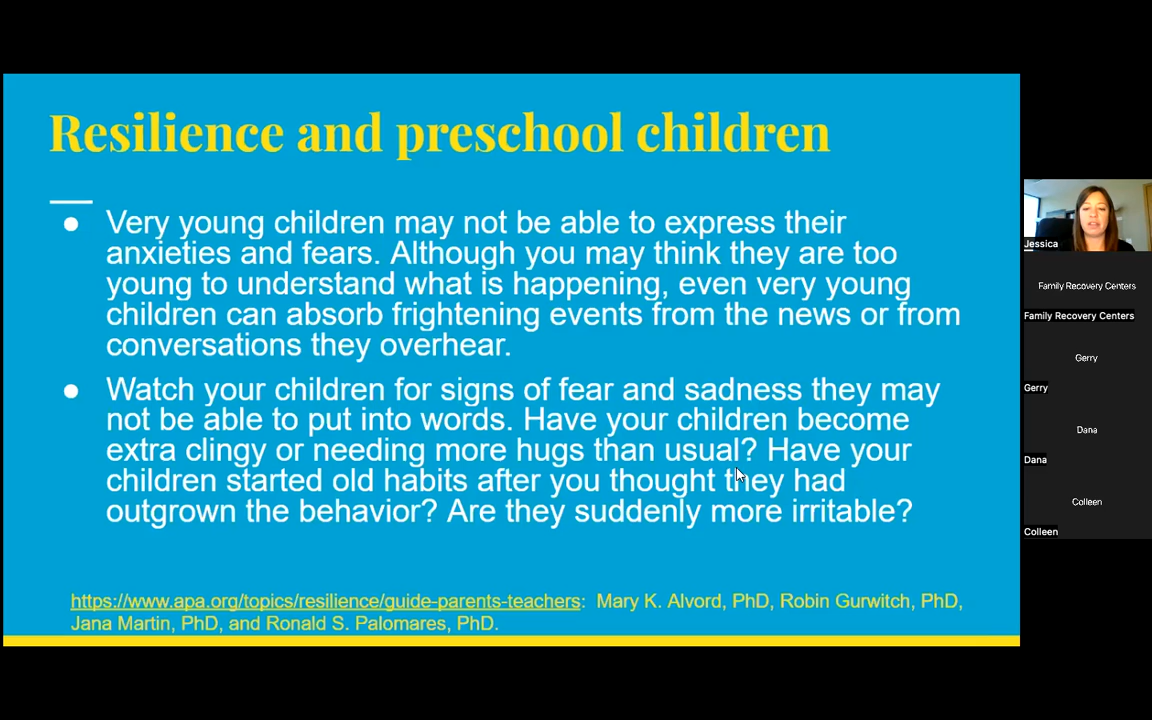 Resilience and preschool children
● Very young children may not be able to express their
anxieties and fears. Although you may think they are too
young to understand what is happening, even very young
children can absorb frightening events from the news or from
conversations they overhear.
● Watch your children for signs of fear and sadness they may
not be able to put into words. Have your children become
extra clingy or needing more hugs than usual? Have your
children started old habits after you thought they had
outgrown the behavior? Are they suddenly more irritable?
https://www.apa.org/topics/resilience/guide-parents-teachers: Mary K. Alvord, PhD, Robin Gurwitch, PhD,
Jana Martin, PhD, and Ronald S. Palomares, PhD.
Jessica
Family Recovery Centers
Family Recovery Centers
Gerry
Gerry
Dana
Dana
Colleen
Colleen